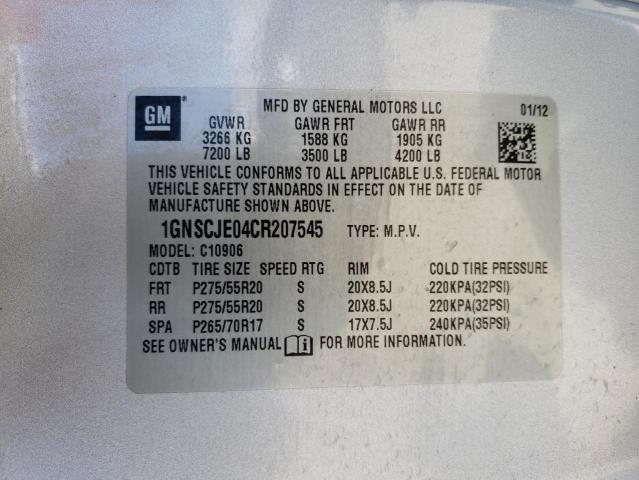 GM ® MFD BY GENERAL MOTORS LLC 01/12
GVWR GAWR FRT GAWR RR
3266 KG 1588 KG 1905 KG
7200 LB 3500 LB 4200 LB
THIS VEHICLE CONFORMS TO ALL APPLICABLE U.S. FEDERAL MOTOR
VEHICLE SAFETY STANDARDS IN EFFECT ON THE DATE OF
MANUFACTURE SHOWN ABOVE.
1GNSCJE04CR207545 TYPE: M.P.V.
MODEL: C10906
CDTB TIRE SIZE SPEED RTG RIM COLD TIRE PRESSURE
FRT P275/55R20 S 20X8.5J 220KPA(32PSI)
RR P275/55R20 S 20X8.5J 220KPA(32PSI)
SPA P265/70R17 S 17X7.5J 240KPA(35PSI)
SEE OWNER'S MANUAL i FOR MORE INFORMATION.